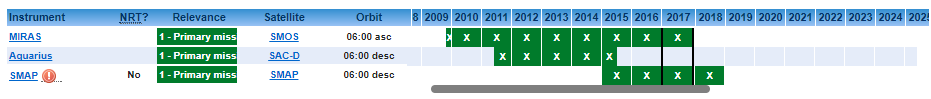 Instrument NRT? Relevance Satellite Orbit 8 2009 2010 2011 2012 2013 2014 2015 2016 2017 2018 2019 2020 2021 2022 2023 2024 2025
MIRAS 1 - Primary miss SMOS 06:00 asc X X X X X X X X X
Aquarius 1 - Primary miss SAC-D 06:00 desc X X X X X
SMAP No 1 - Primary miss SMAP 06:00 desc X X X X